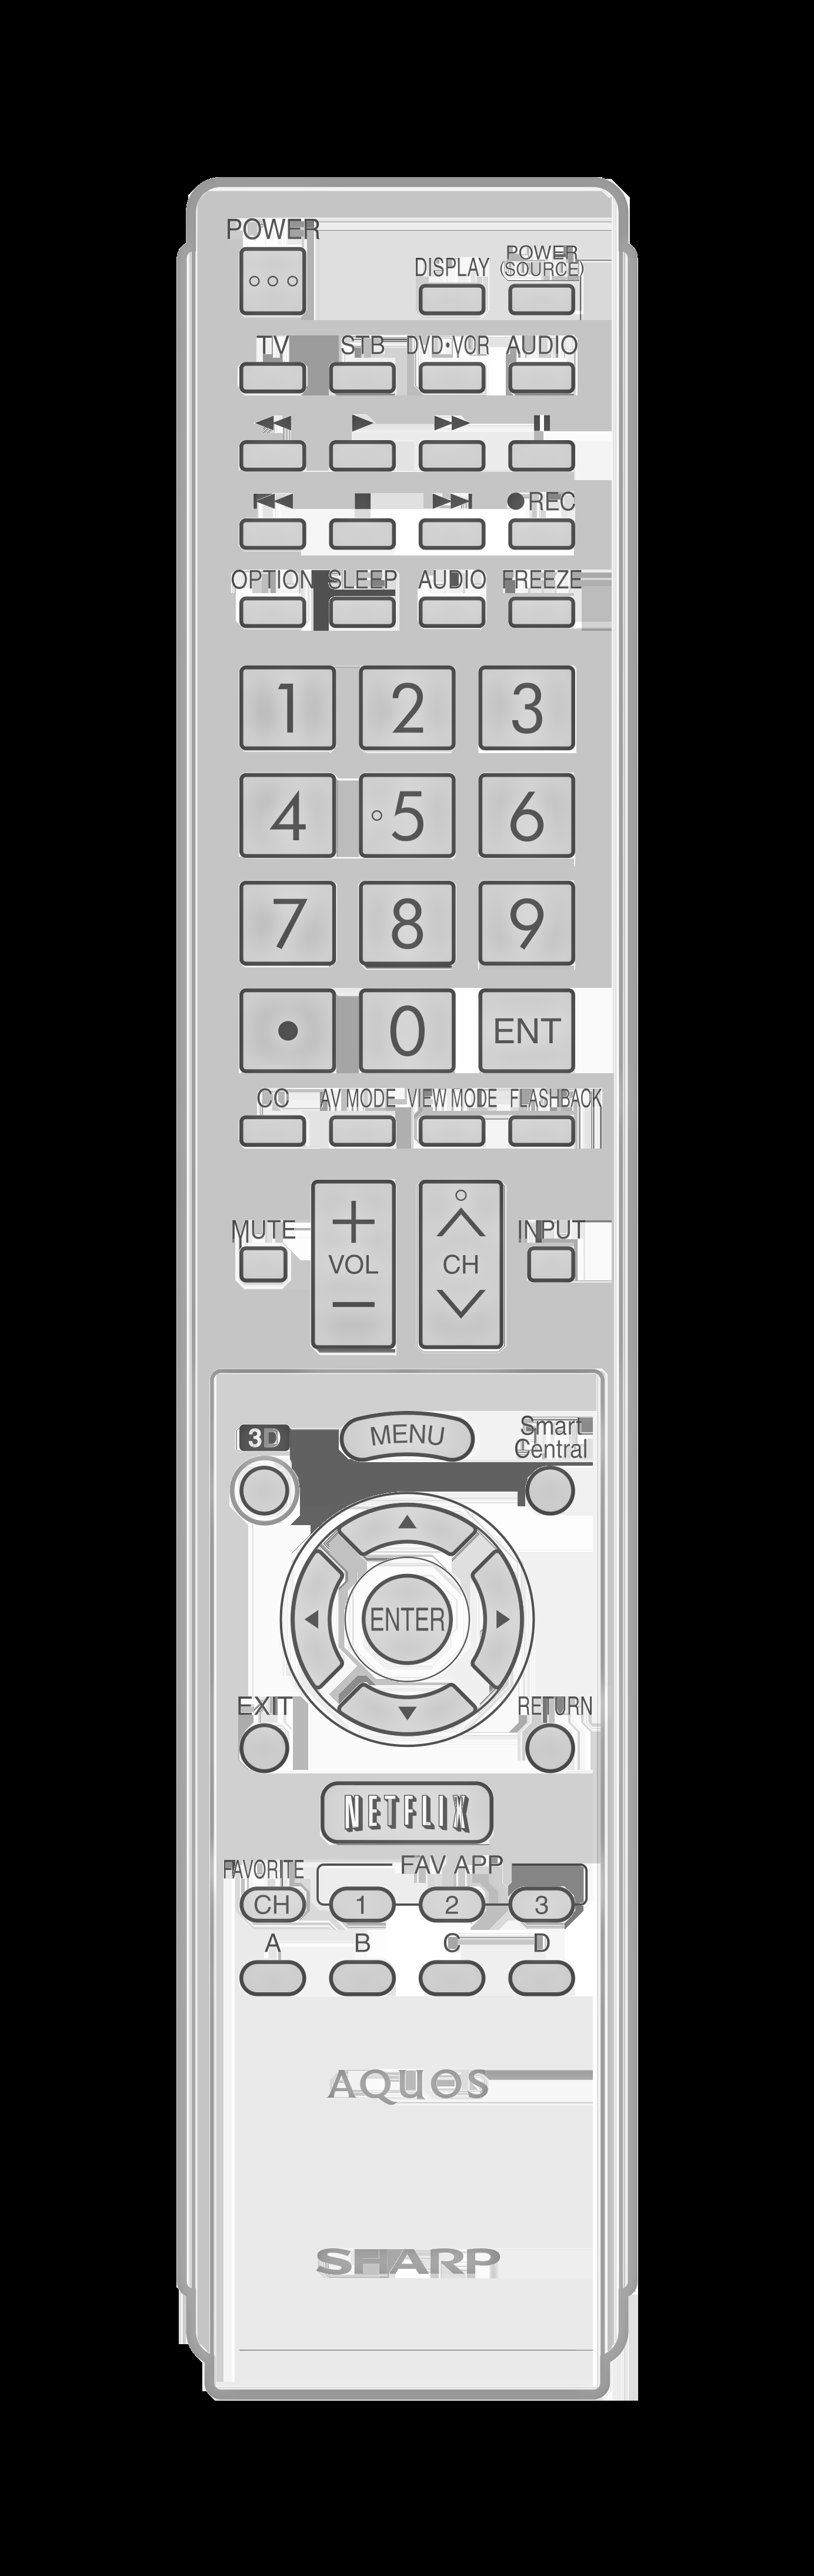 POWER
DISPLAY
POWER
(SOURCE)
TV STB DVD•VCR AUDIO
REC
OPTION SLEEP AUDIO FREEZE
1 2 3
4 5 6
7 8 9
• 0 ENT
CC AV MODE VIEW MODE FLASHBACK
MUTE
+
VOL
−
CH
INPUT
3D
MENU
Smart
Central
ENTER
EXIT
RETURN
NETFLIX
FAVORITE
FAV APP
CH 1 2 3
A B C D
AQUOS
SHARP